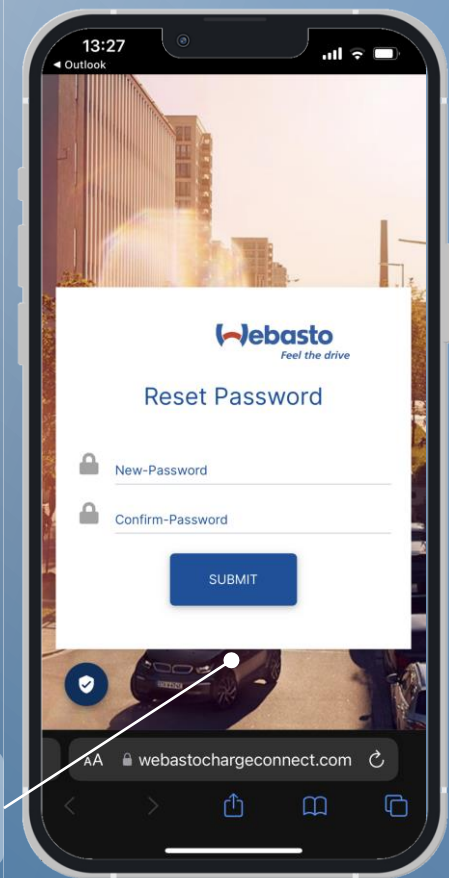 13:27
Outlook
Webasto
Feel the drive
Reset Password
New-Password
Confirm-Password
SUBMIT
AA webastochargeconnect.com